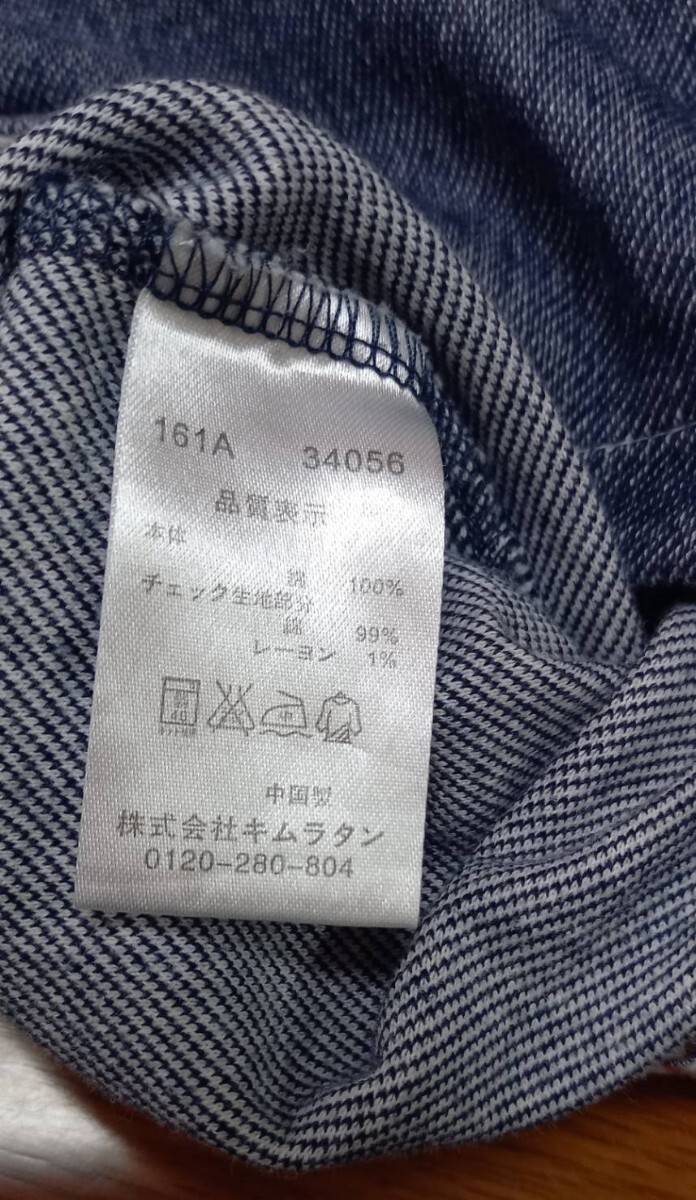 161A 34056
品質表示
本体
綿 100%
チェック生地部分
綿 99%
レーヨン 1%
40
中
中国製
株式会社キムラタン
0120-280-804